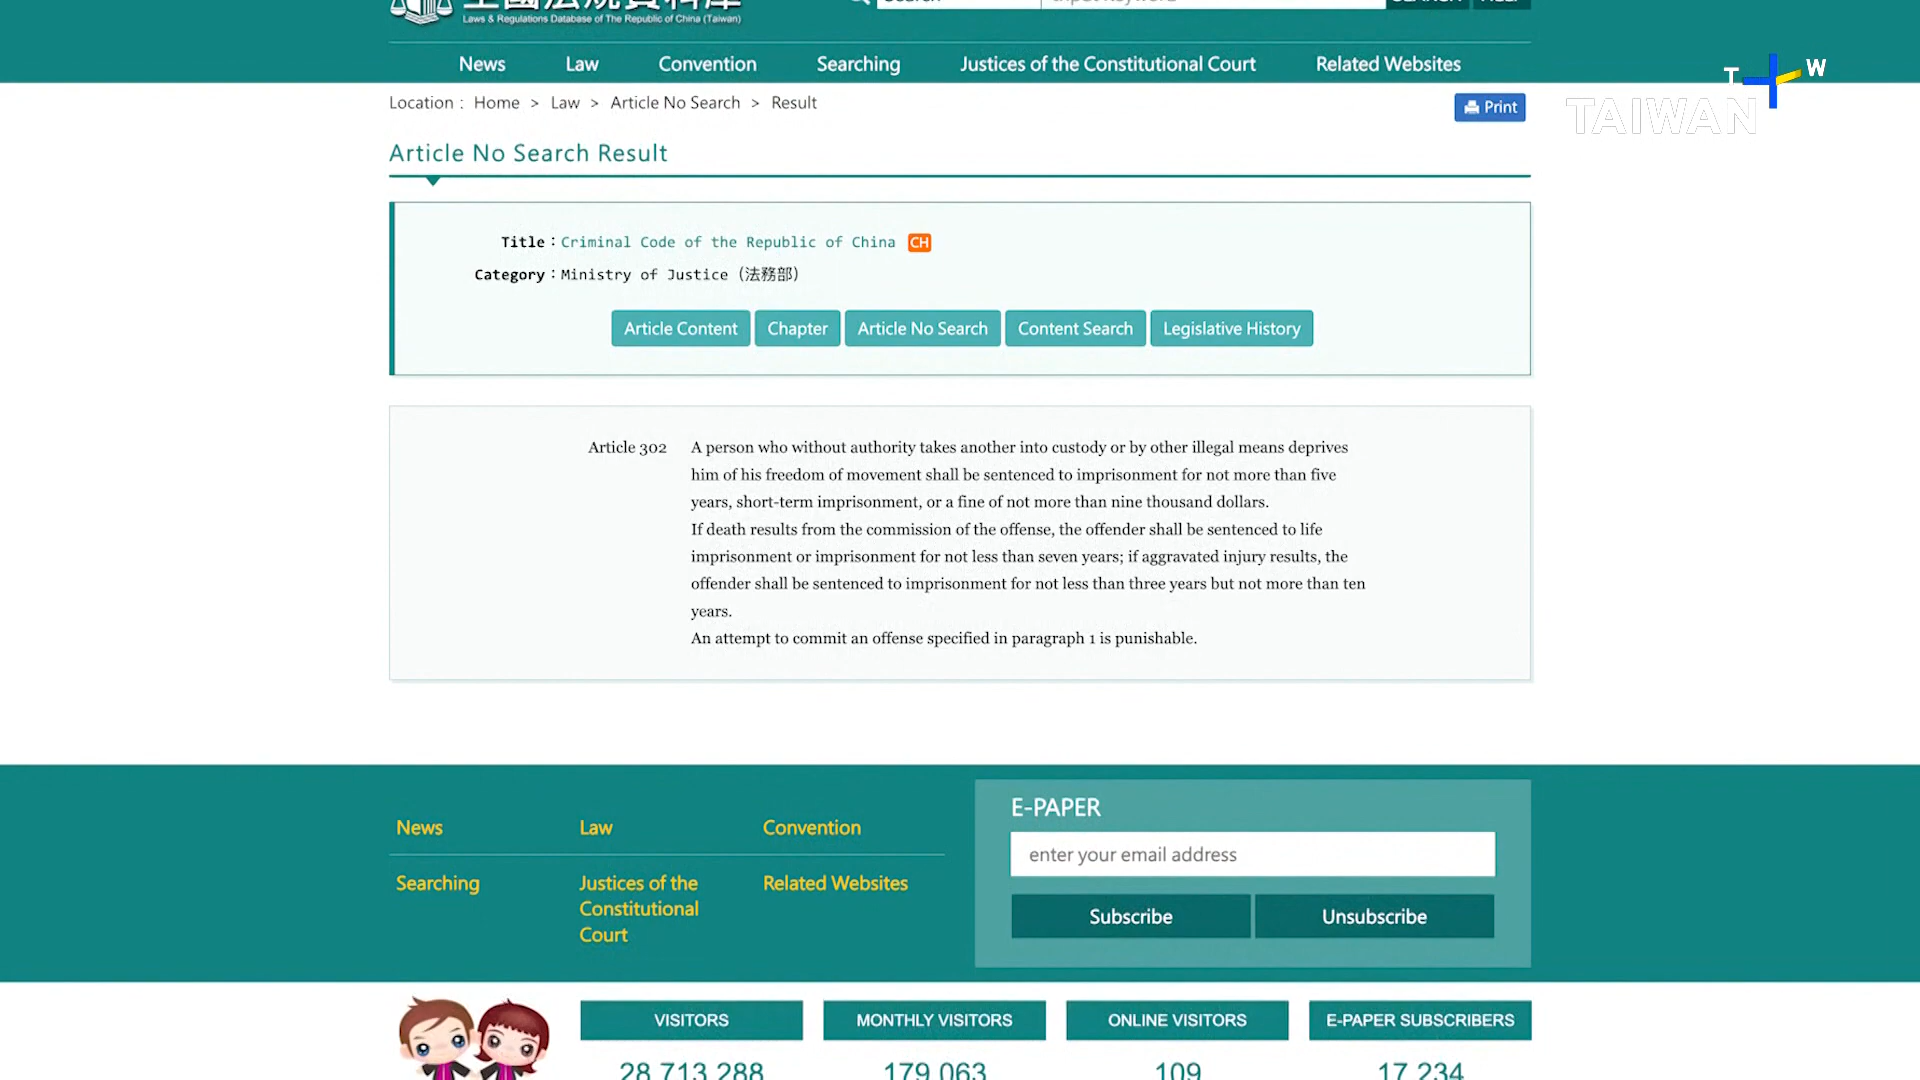 全國法規資料庫
Laws & Regulations Database of The Republic of China (Taiwan)
Search
SEARCH
HELP
News
Law
Convention
Searching
Justices of the Constitutional Court
Related Websites
T W
TAIWAN
Location : Home > Law > Article No Search > Result
Print
Article No Search Result
Title：Criminal Code of the Republic of China CH
Category：Ministry of Justice（法務部）
Article Content
Chapter
Article No Search
Content Search
Legislative History
Article 302
A person who without authority takes another into custody or by other illegal means deprives
him of his freedom of movement shall be sentenced to imprisonment for not more than five
years, short-term imprisonment, or a fine of not more than nine thousand dollars.
If death results from the commission of the offense, the offender shall be sentenced to life
imprisonment or imprisonment for not less than seven years; if aggravated injury results, the
offender shall be sentenced to imprisonment for not less than three years but not more than ten
years.
An attempt to commit an offense specified in paragraph 1 is punishable.
News
Law
Convention
Searching
Justices of the
Constitutional
Court
Related Websites
E-PAPER
enter your email address
Subscribe
Unsubscribe
VISITORS
MONTHLY VISITORS
ONLINE VISITORS
E-PAPER SUBSCRIBERS
28,713,288
179,063
109
17,234